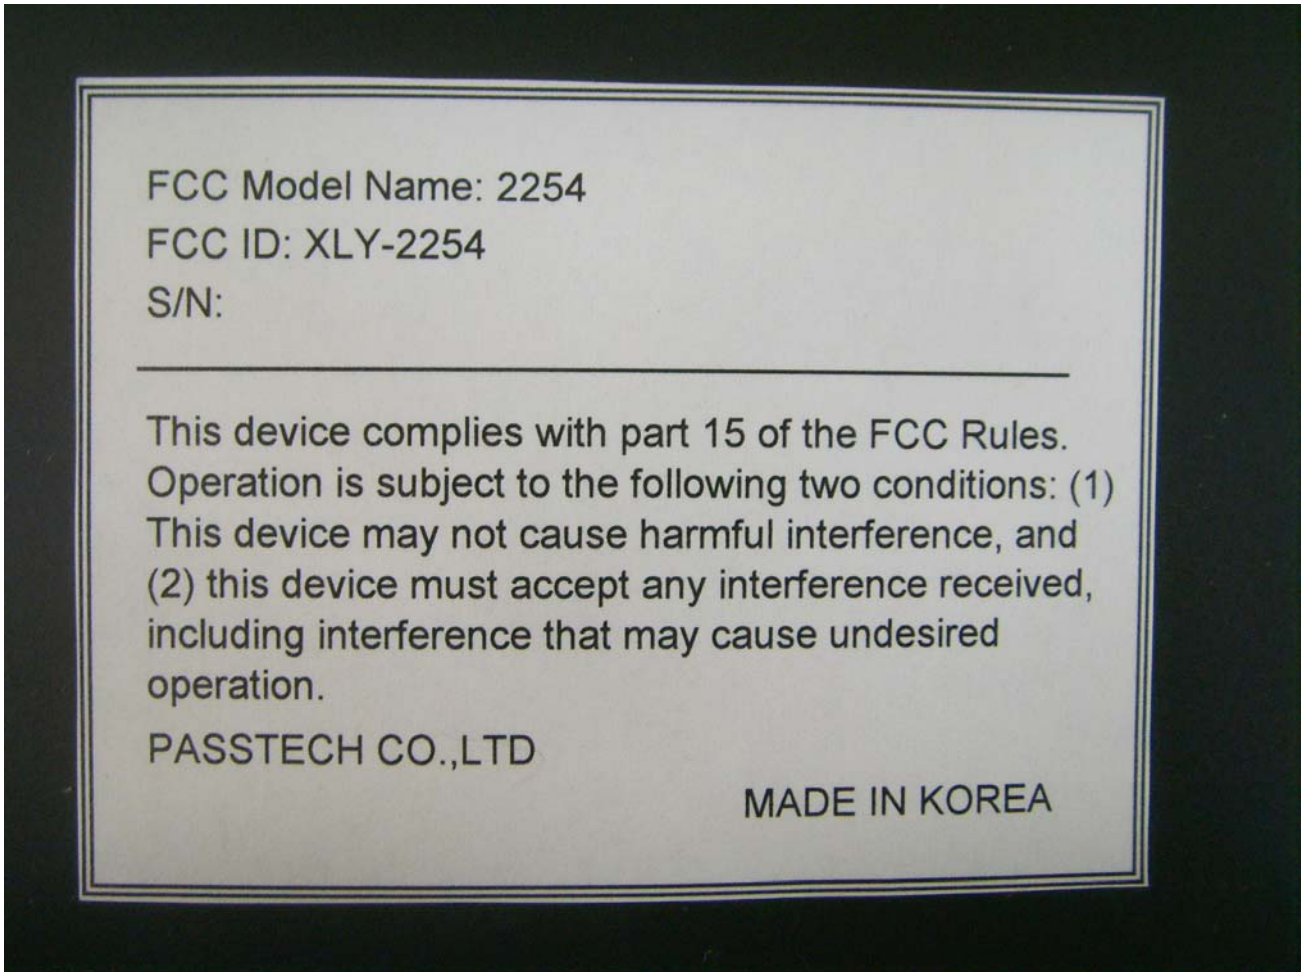 FCC Model Name: 2254
FCC ID: XLY-2254
S/N:
This device complies with part 15 of the FCC Rules.
Operation is subject to the following two conditions: (1)
This device may not cause harmful interference, and
(2) this device must accept any interference received,
including interference that may cause undesired
operation.
PASSTECH CO.,LTD
MADE IN KOREA